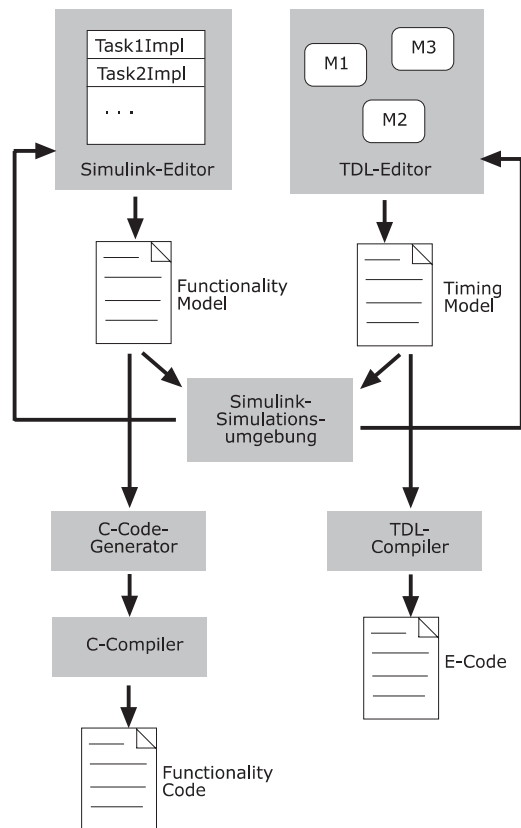 Task1Impl
Task2Impl
. . .
Simulink-Editor
M1
M3
M2
TDL-Editor
Functionality
Model
Timing
Model
Simulink-
Simulations-
umgebung
C-Code-
Generator
TDL-
Compiler
C-Compiler
E-Code
Functionality
Code